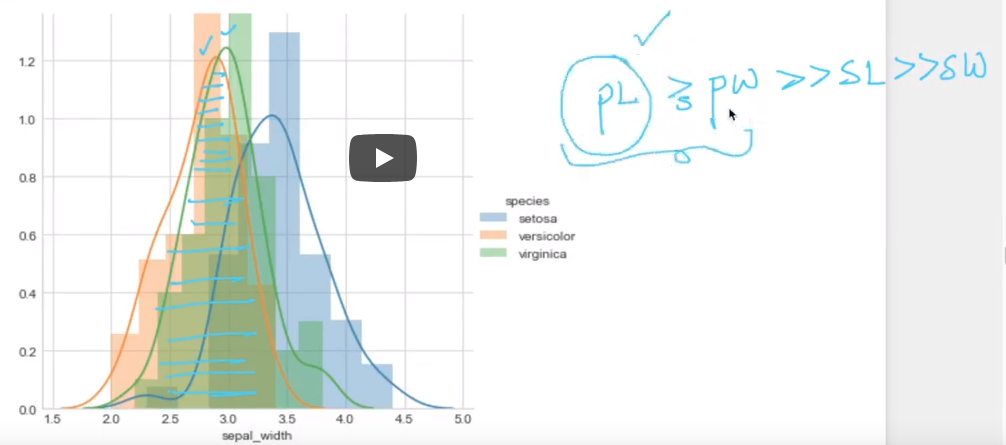 PL ≥ PW >> SL >> SW
1.2
1.0
0.8
0.6
0.4
0.2
0.0
species
setosa
versicolor
virginica
1.5 2.0 2.5 3.0 3.5 4.0 4.5 5.0
sepal_width